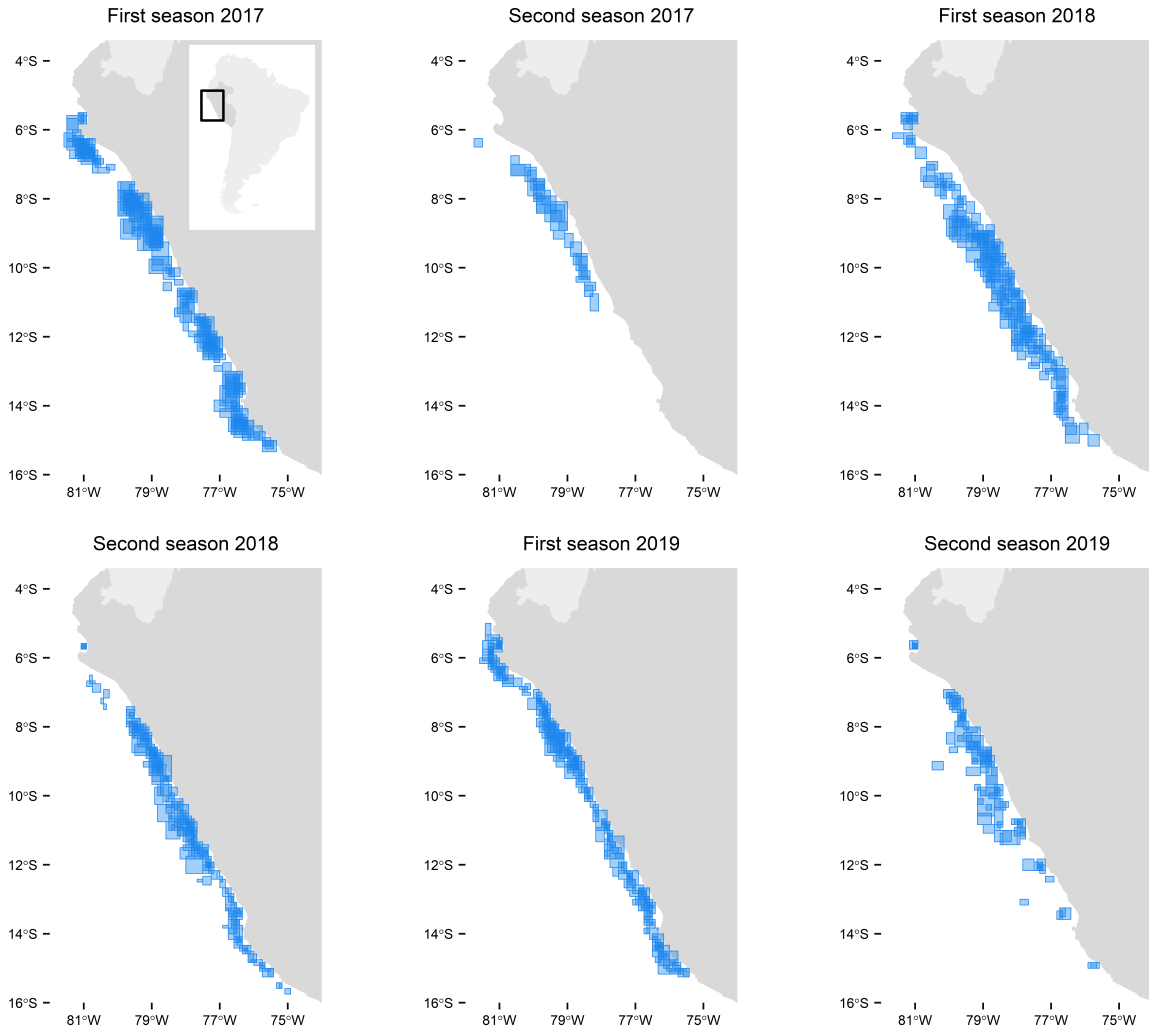 First season 2017
Second season 2017
First season 2018
4°S
6°S
8°S
10°S
12°S
14°S
16°S
81°W 79°W 77°W 75°W
4°S
6°S
8°S
10°S
12°S
14°S
16°S
81°W 79°W 77°W 75°W
4°S
6°S
8°S
10°S
12°S
14°S
16°S
81°W 79°W 77°W 75°W
Second season 2018
First season 2019
Second season 2019
4°S
6°S
8°S
10°S
12°S
14°S
16°S
81°W 79°W 77°W 75°W
4°S
6°S
8°S
10°S
12°S
14°S
16°S
81°W 79°W 77°W 75°W
4°S
6°S
8°S
10°S
12°S
14°S
16°S
81°W 79°W 77°W 75°W